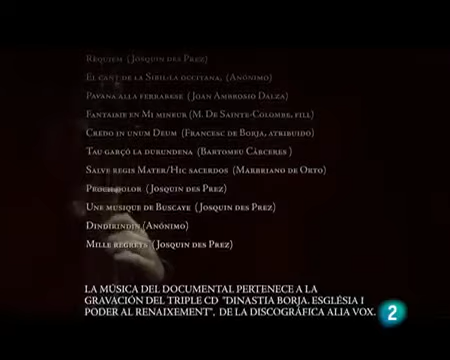 Requiem (Josquin des Prez)
El cant de la Sibil·la occitana, (Anónimo)
Pavana alla ferrarese (Joan Ambrosio Dalza)
Fantaisie en Mi mineur (M. De Sainte-Colombe, fill)
Credo in unum Deum (Francesc de Borja, atribuido)
Tau garçó la durundena (Bartomeu Cárceres )
Salve regis Mater/Hic sacerdos (Marbriano de Orto)
Proch dolor (Josquin des Prez)
Une musique de Buscaye (Josquin des Prez)
Dindirindin (Anónimo)
Mille regrets (Josquin des Prez)
LA MÚSICA DEL DOCUMENTAL PERTENECE A LA
GRAVACIÓN DEL TRIPLE CD "DINASTIA BORJA. ESGLÉSIA I
PODER AL RENAIXEMENT", DE LA DISCOGRÁFICA ALIA VOX.
2